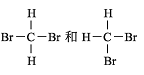 H H
Br—C—Br 和 H—C—Br
H Br